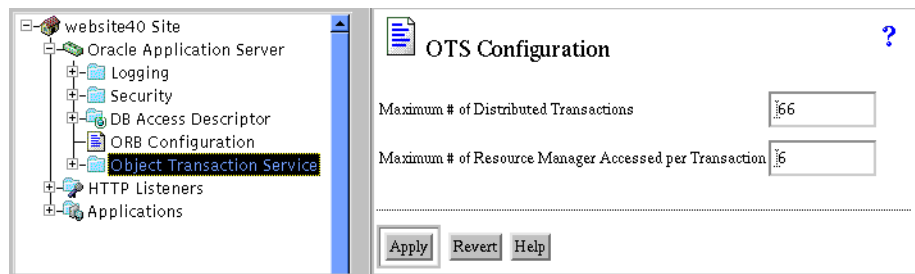 website40 Site
Oracle Application Server
Logging
Security
DB Access Descriptor
ORB Configuration
Object Transaction Service
HTTP Listeners
Applications
OTS Configuration
?
Maximum # of Distributed Transactions 66
Maximum # of Resource Manager Accessed per Transaction 6
Apply Revert Help